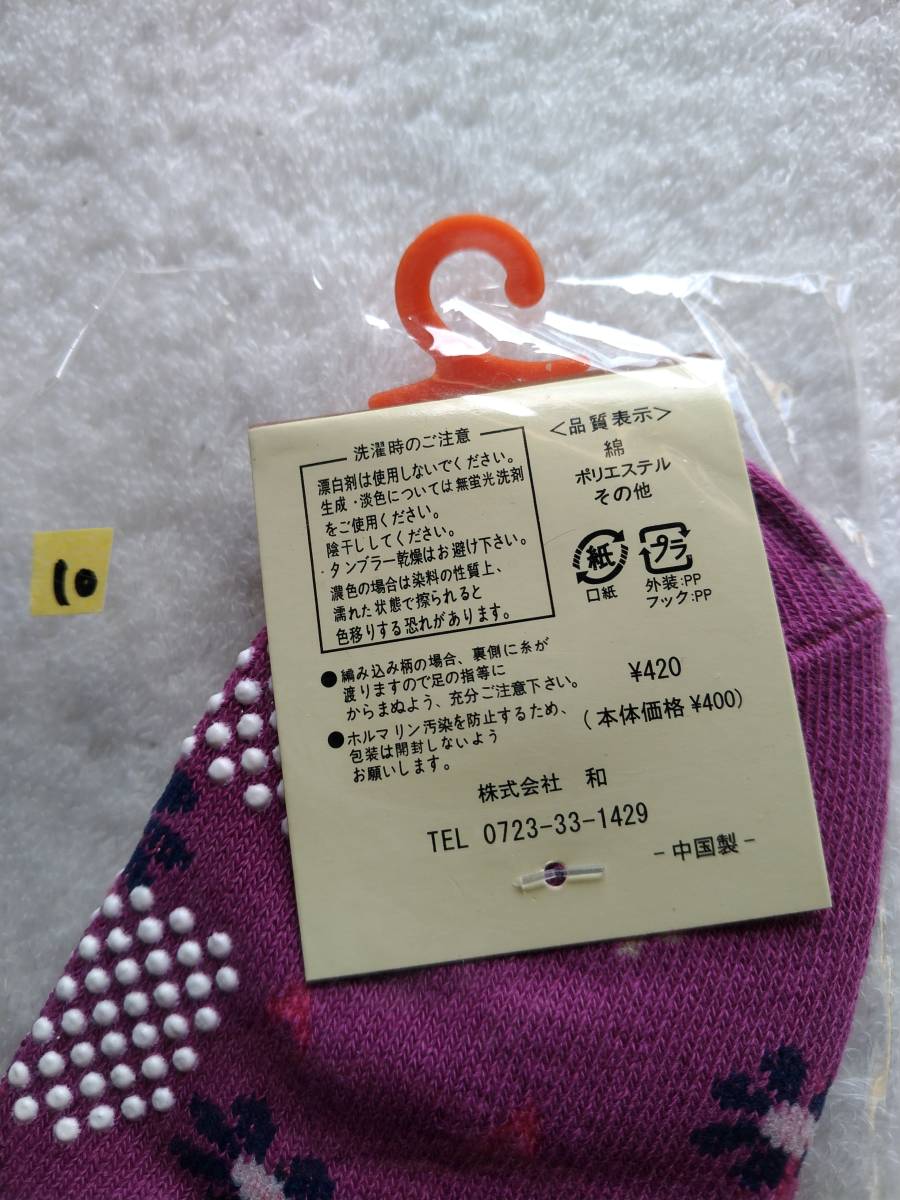 洗濯時のご注意
漂白剤は使用しないでください。
生成・淡色については無蛍光洗剤
をご使用ください。
陰干ししてください。
・タンブラー乾燥はお避け下さい。
濃色の場合は染料の性質上、
濡れた状態で擦られると
色移りする恐れがあります。
●編み込み柄の場合、裏側に糸が
渡りますので足の指等に
からまぬよう、充分ご注意下さい。
●ホルマリン汚染を防止するため、
包装は開封しないよう
お願いします。
＜品質表示＞
綿
ポリエステル
その他
紙
口紙
プラ
外装:PP
フック:PP
¥420
(本体価格¥400)
株式会社 和
TEL 0723-33-1429
-中国製-
10